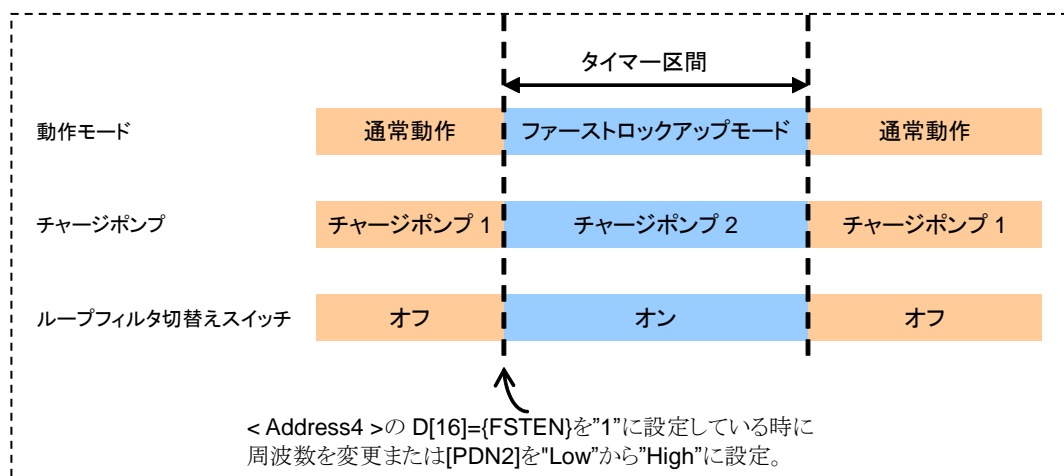 タイマー区間
動作モード 通常動作 ファーストロックアップモード 通常動作
チャージポンプ チャージポンプ 1 チャージポンプ 2 チャージポンプ 1
ループフィルタ切替えスイッチ オフ オン オフ
< Address4 >の D[16]={FSTEN}を”1”に設定している時に
周波数を変更または[PDN2]を"Low"から”High"に設定。